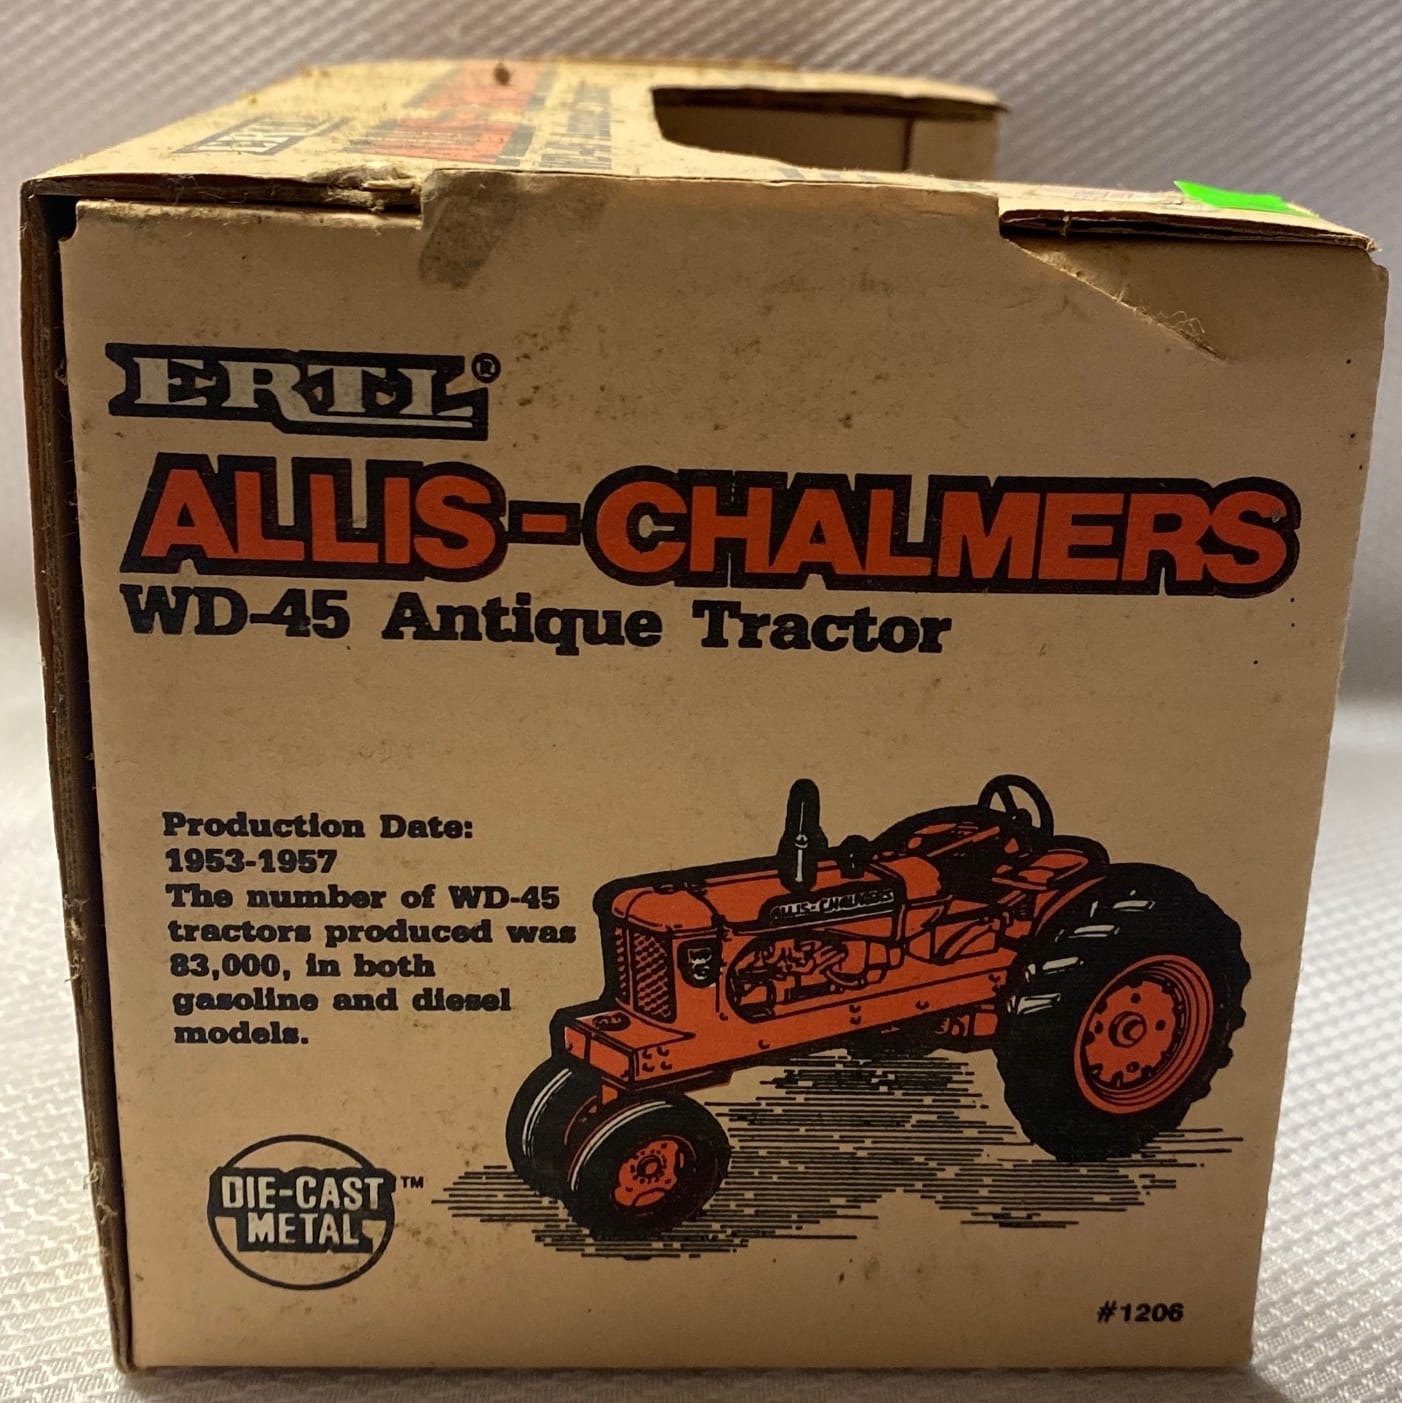 ERTL®
ALLIS-CHALMERS
WD-45 Antique Tractor
Production Date:
1953-1957
The number of WD-45
tractors produced was
83,000, in both
gasoline and diesel
models.
ALLIS-CHALMERS
DIE-CAST ™
METAL
#1206